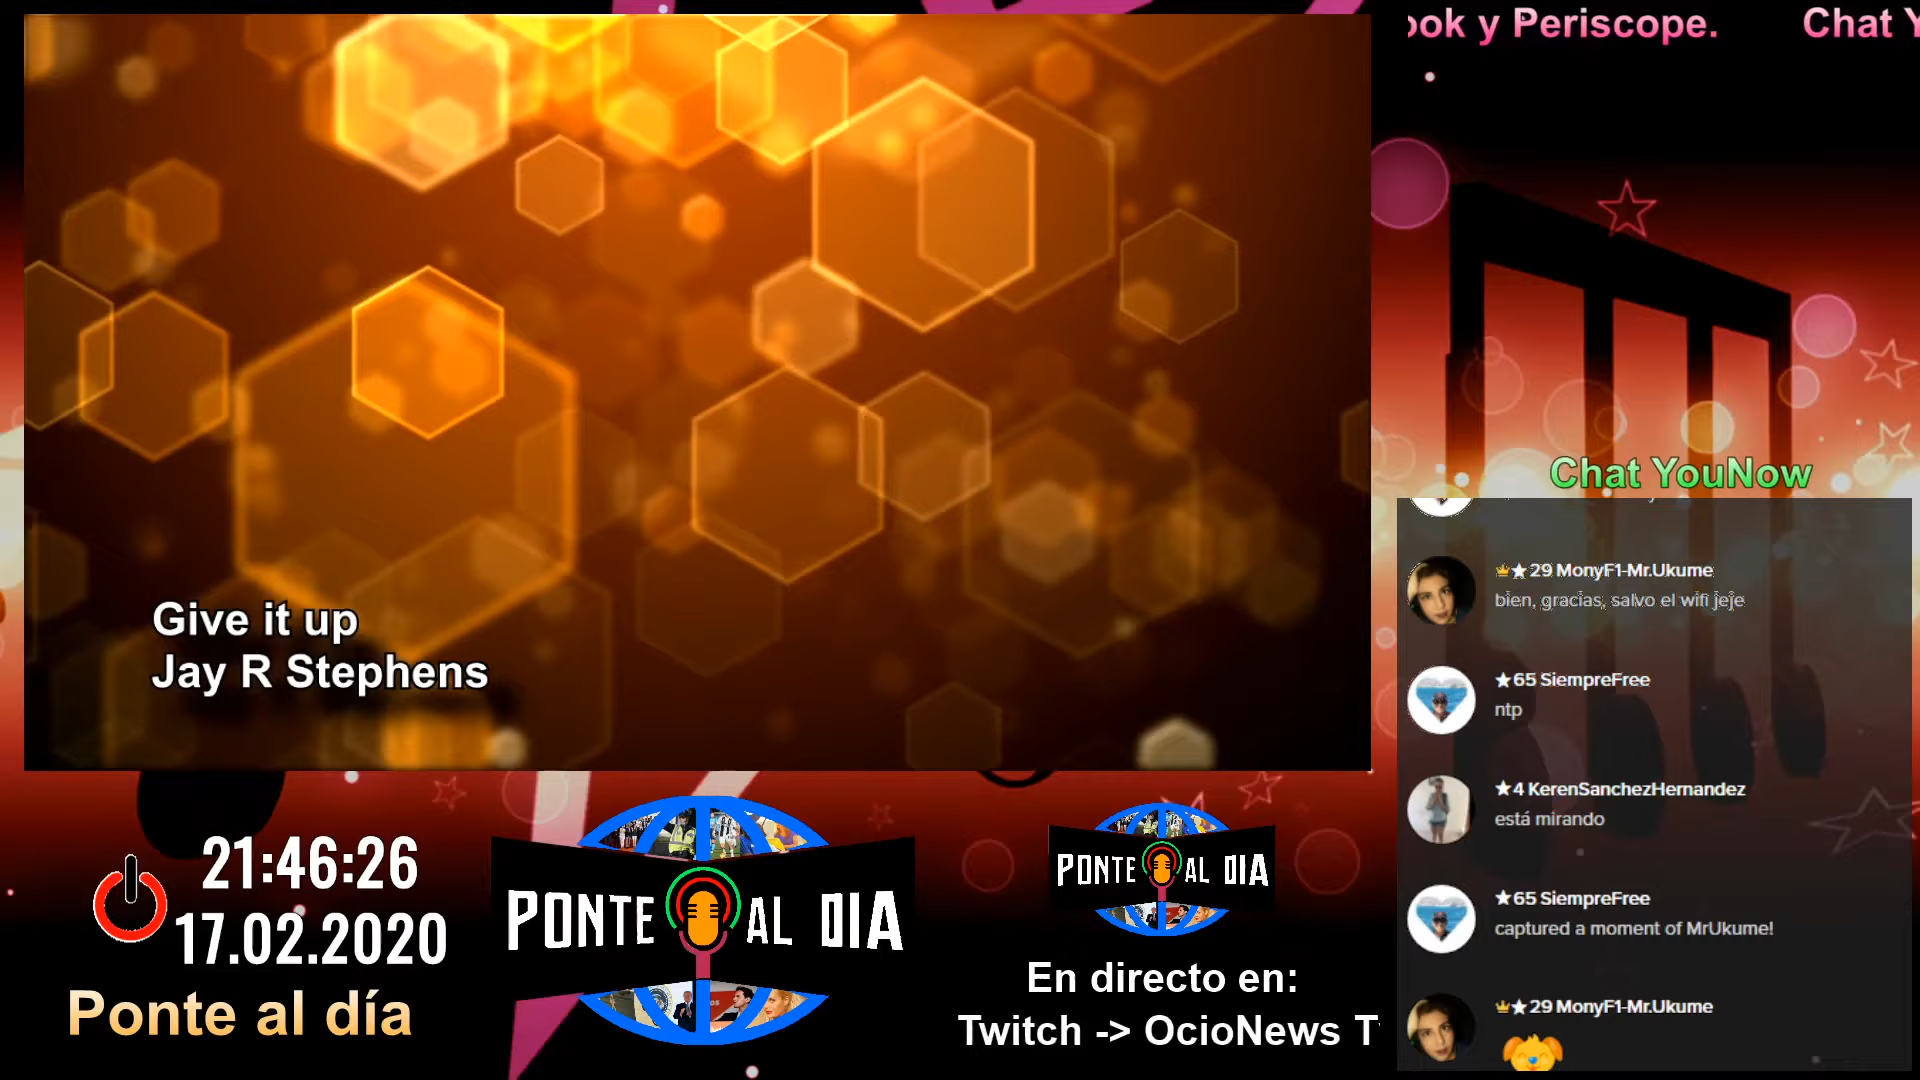 ook y Periscope. Chat Y
Give it up
Jay R Stephens
Chat YouNow
★29 MonyF1-Mr.Ukume
bien, gracias, salvo el wifi jeje
★65 SiempreFree
ntp
★4 KerenSanchezHernandez
está mirando
★65 SiempreFree
captured a moment of MrUkume!
★29 MonyF1-Mr.Ukume
21:46:26
17.02.2020
Ponte al día
PONTE AL DIA
PONTE AL DIA
En directo en:
Twitch -> OcioNews T